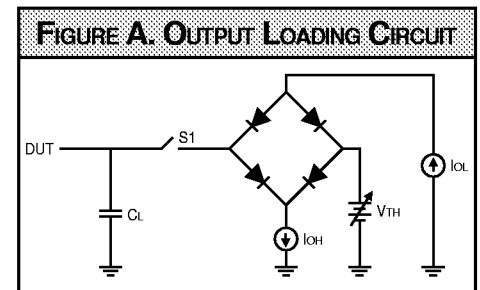 FIGURE A. OUTPUT LOADING CIRCUIT
S1
DUT
IOL
CL
VTH
IOH